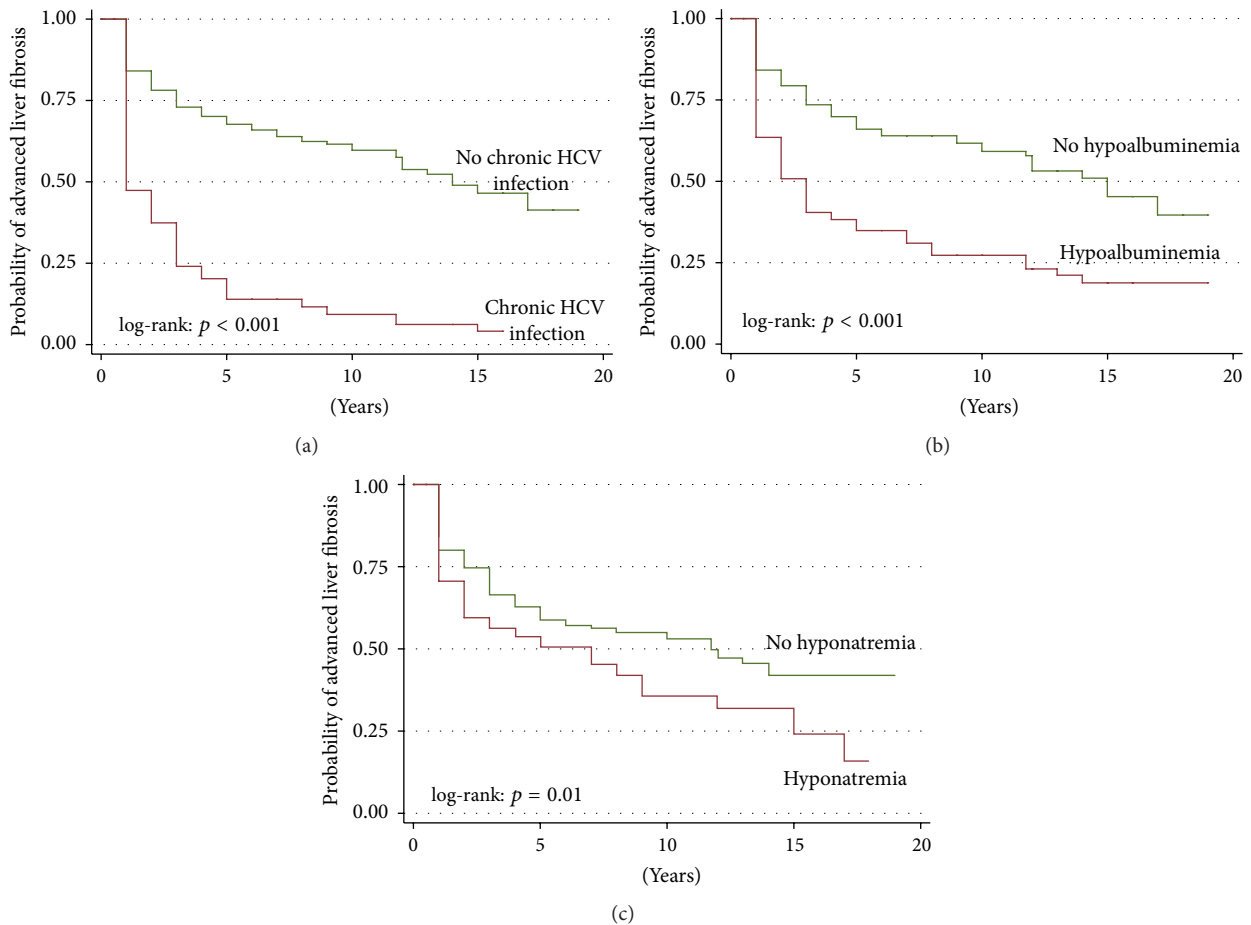 Probability of advanced liver fibrosis
1.00
0.75
0.50
0.25
0.00
No chronic HCV
infection
Chronic HCV
infection
log-rank: p < 0.001
0 5 10 15 20
(Years)
(a)
Probability of advanced liver fibrosis
1.00
0.75
0.50
0.25
0.00
No hypoalbuminemia
Hypoalbuminemia
log-rank: p < 0.001
0 5 10 15 20
(Years)
(b)
Probability of advanced liver fibrosis
1.00
0.75
0.50
0.25
0.00
No hyponatremia
Hyponatremia
log-rank: p = 0.01
0 5 10 15 20
(Years)
(c)